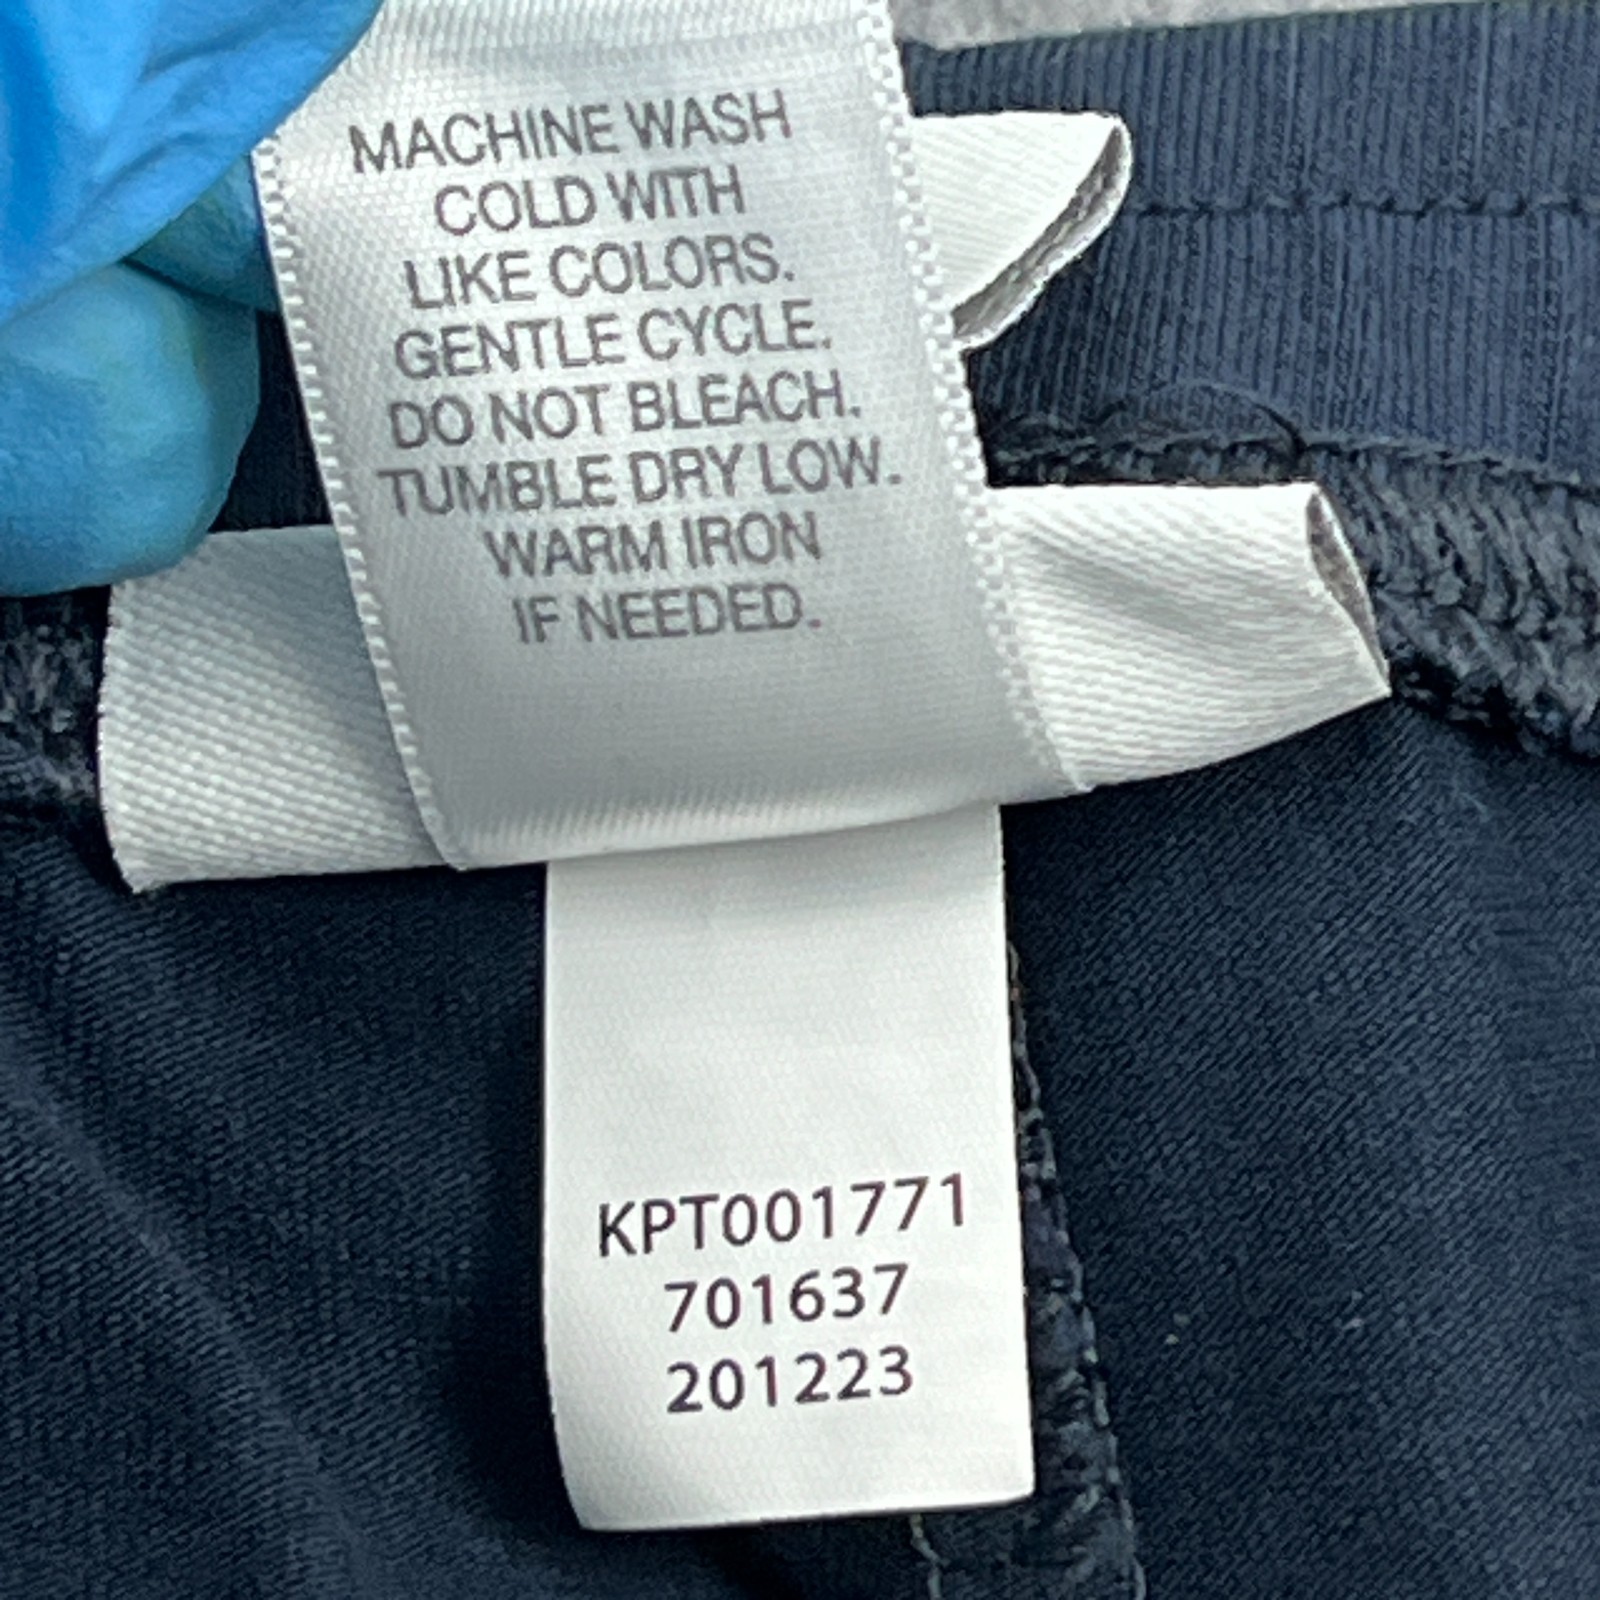 MACHINE WASH
COLD WITH
LIKE COLORS.
GENTLE CYCLE.
DO NOT BLEACH.
TUMBLE DRY LOW.
WARM IRON
IF NEEDED.
KPT001771
701637
201223